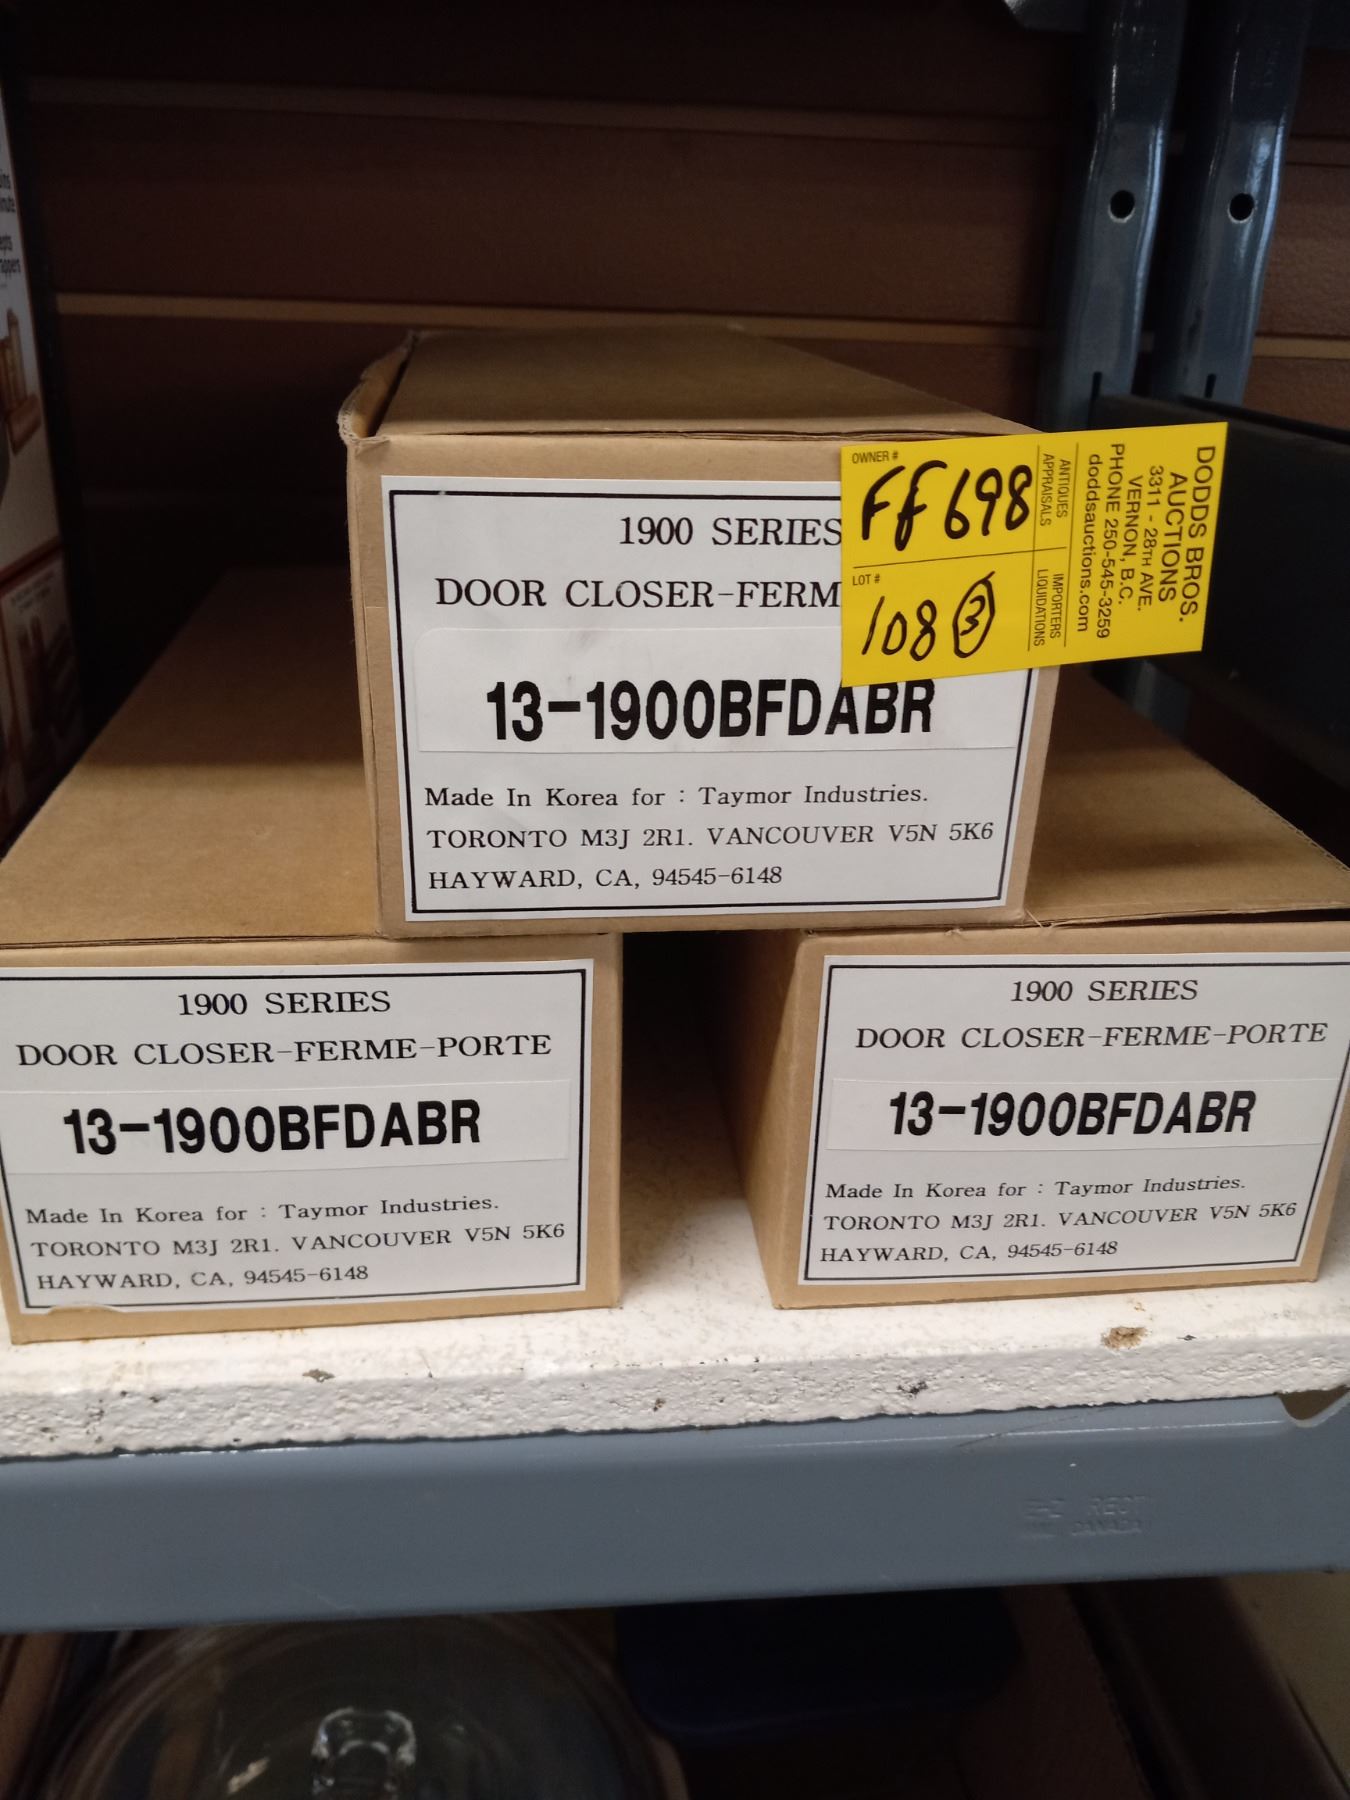 1900 SERIES
DOOR CLOSER-FERM
13-1900BFDABR
Made In Korea for : Taymor Industries.
TORONTO M3J 2R1. VANCOUVER V5N 5K6
HAYWARD, CA, 94545-6148
OWNER #
FF698
LOT #
108 3
ANTIQUES
APPRAISALS
IMPORTERS
LIQUIDATIONS
DODDS BROS.
AUCTIONS
3311 - 28TH AVE.
VERNON, B.C.
PHONE 250-545-3259
doddsauctions.com
1900 SERIES
DOOR CLOSER-FERME-PORTE
13-1900BFDABR
Made In Korea for : Taymor Industries.
TORONTO M3J 2R1. VANCOUVER V5N 5K6
HAYWARD, CA, 94545-6148
1900 SERIES
DOOR CLOSER-FERME-PORTE
13-1900BFDABR
Made In Korea for : Taymor Industries.
TORONTO M3J 2R1. VANCOUVER V5N 5K6
HAYWARD, CA, 94545-6148
RECT
CANADA